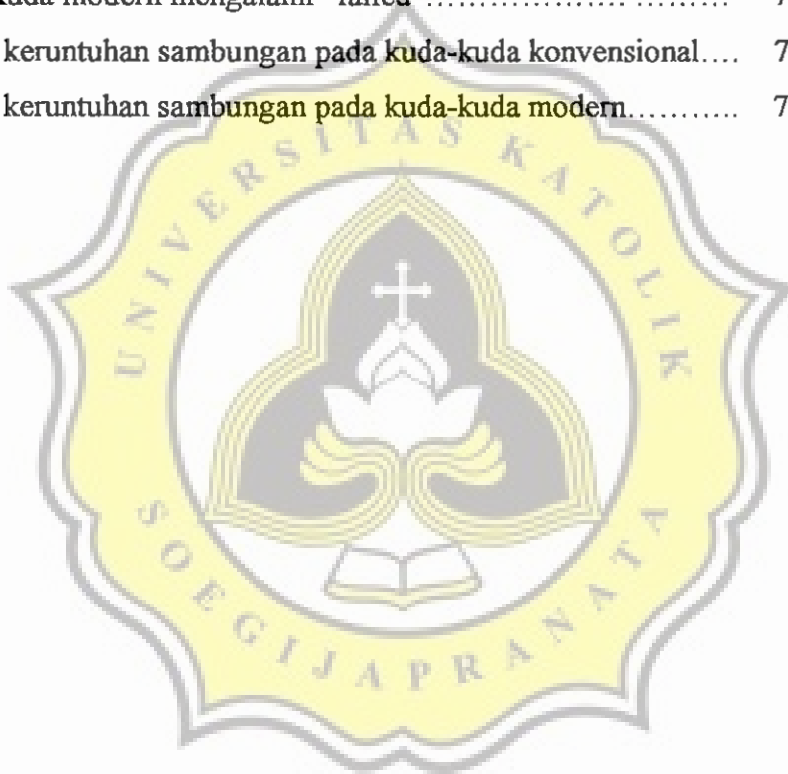 kuda modern mengalami "failed"........................... 7
keruntuhan sambungan pada kuda-kuda konvensional.... 7
keruntuhan sambungan pada kuda-kuda modern........... 7
UNIVERSITAS KATOLIK
SOEGIJAPRANATA